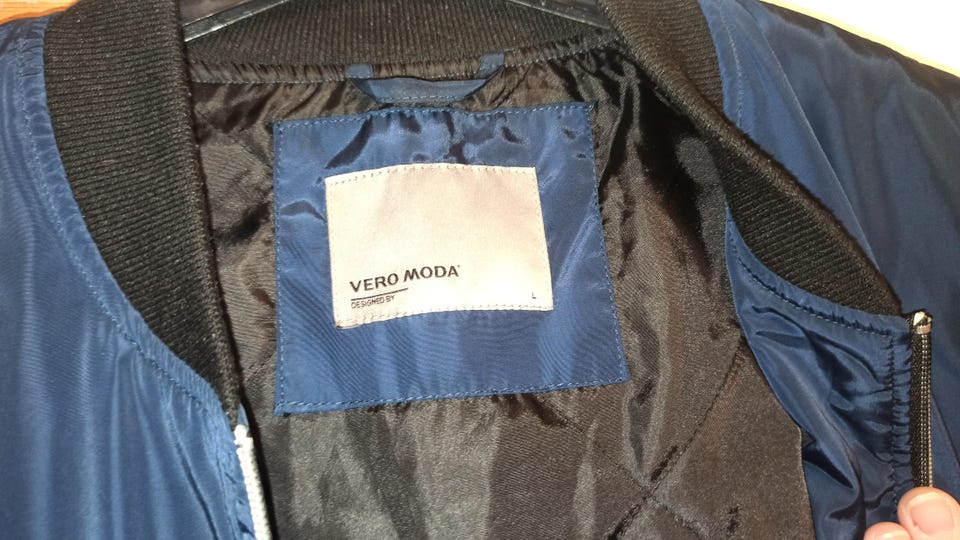 VERO MODA
DESIGNED BY
L